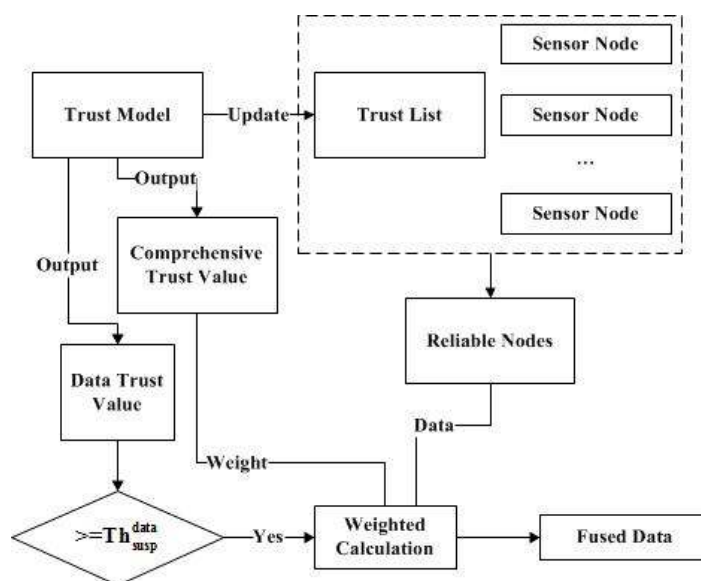 Sensor Node
Trust Model
Update
Trust List
Sensor Node
...
Output
Sensor Node
Comprehensive
Trust Value
Output
Reliable Nodes
Data Trust
Value
Data
Weight
>=Th^data_susp
Yes
Weighted
Calculation
Fused Data